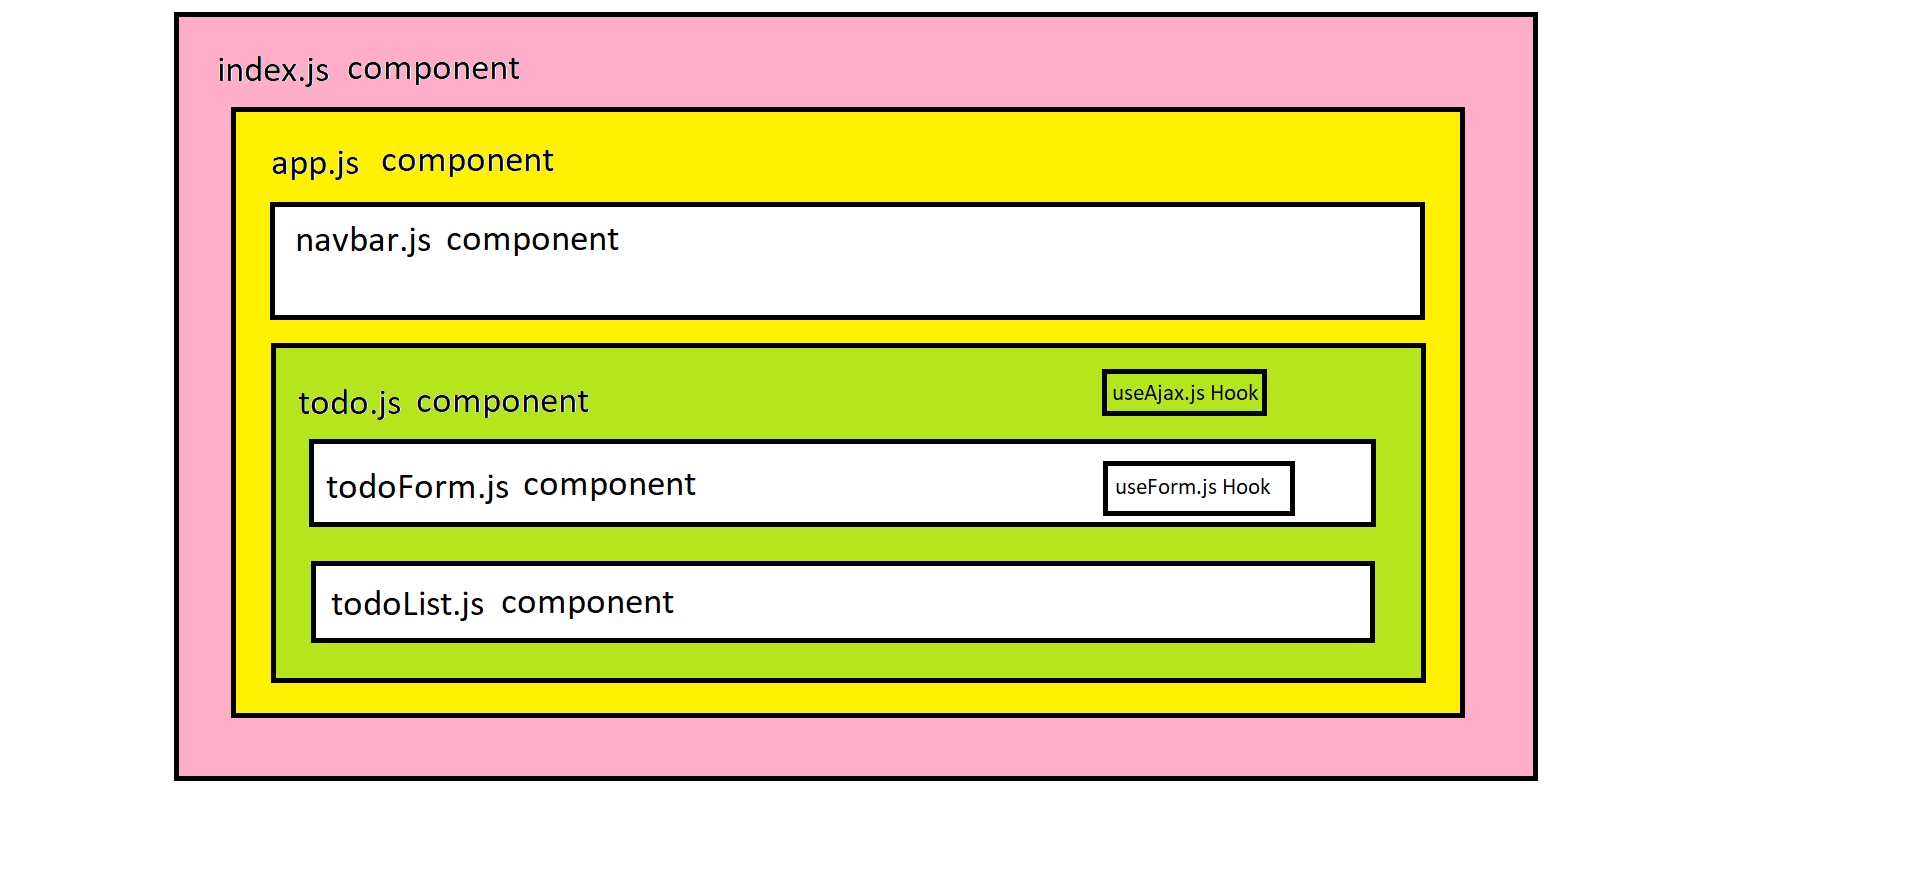 index.js component
app.js component
navbar.js component
todo.js component
useAjax.js Hook
todoForm.js component
useForm.js Hook
todoList.js component